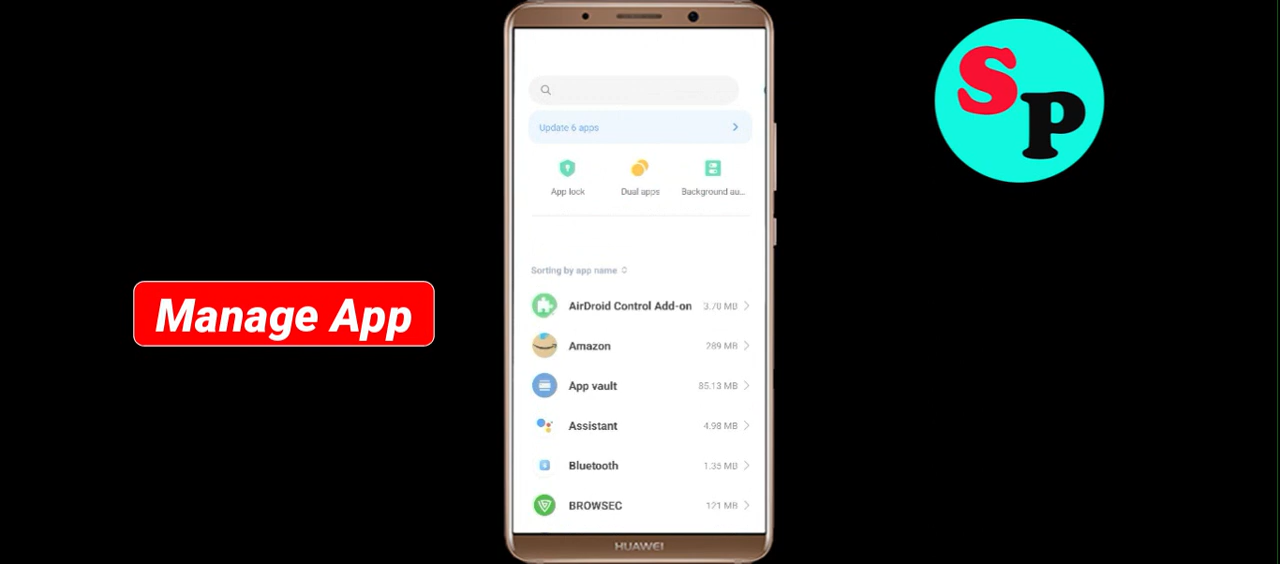 S
P
Update 6 apps
App lock
Dual apps
Background au...
Sorting by app name
AirDroid Control Add-on 3.70 MB
Manage App
Amazon 289 MB
App vault 85.13 MB
Assistant 4.98 MB
Bluetooth 1.35 MB
BROWSEC 121 MB
HUAWEI